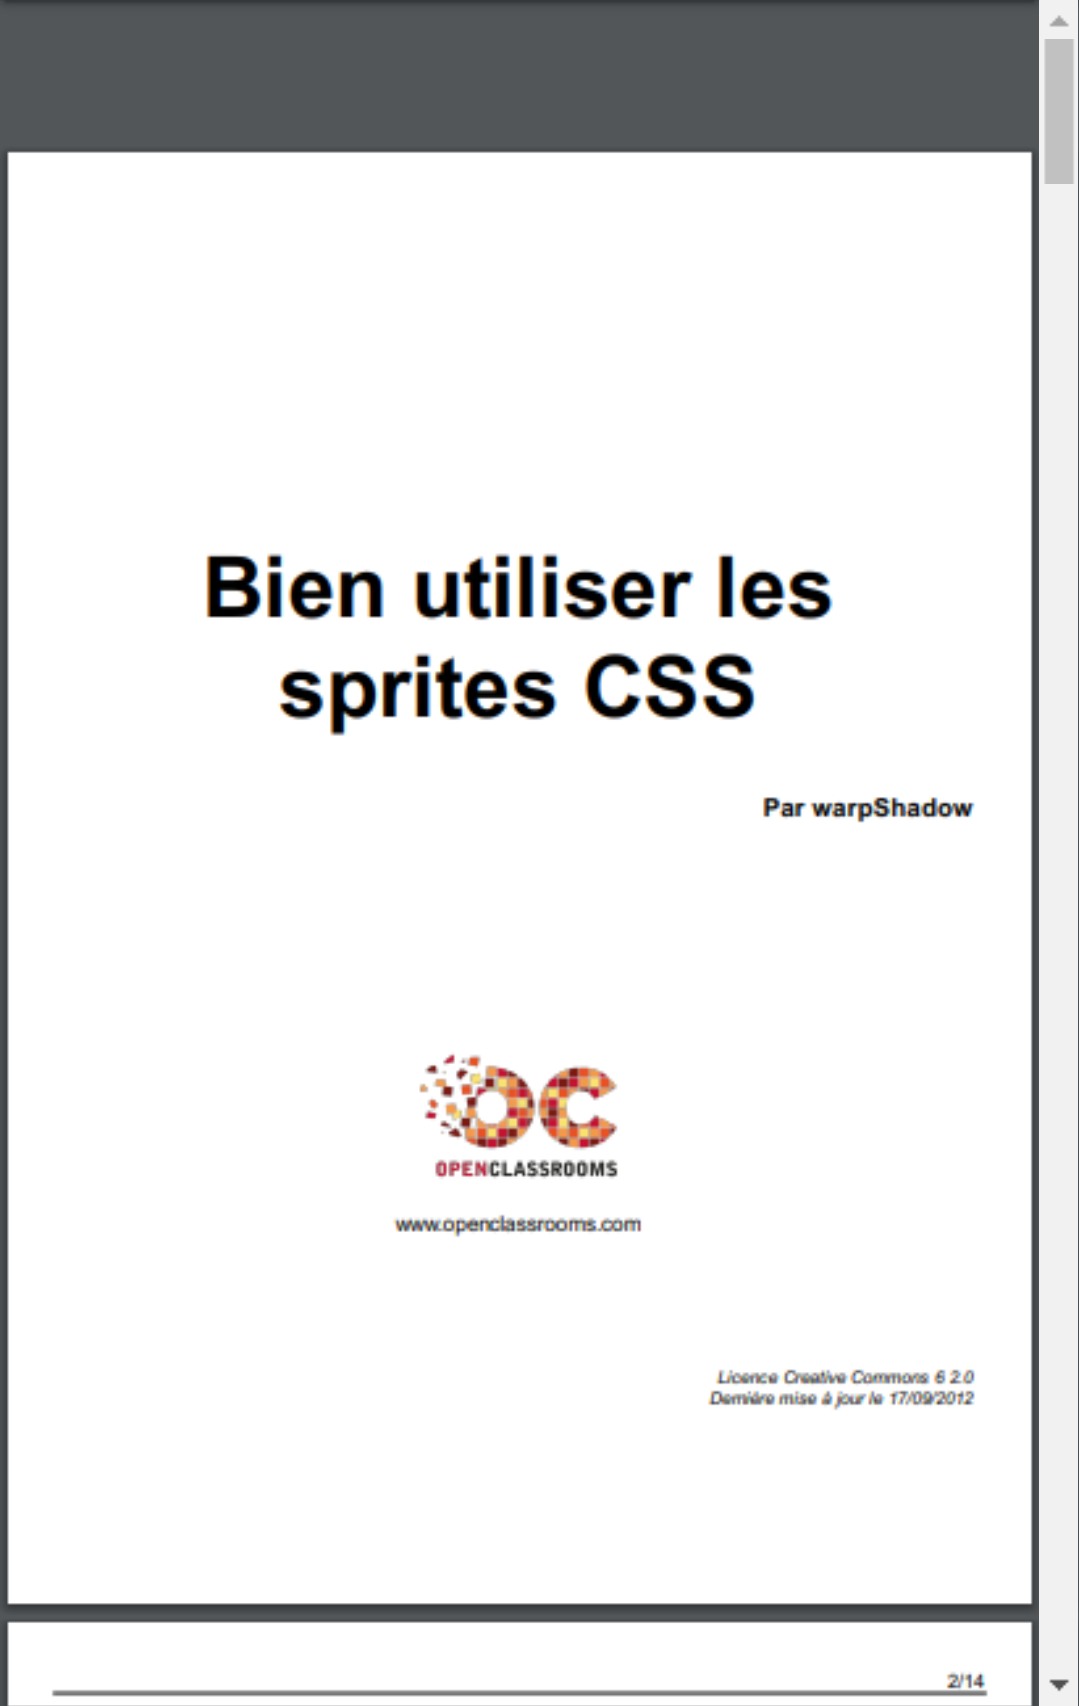 Bien utiliser les
sprites CSS
Par warpShadow
OC
OPENCLASSROOMS
www.openclassrooms.com
Licence Creative Commons 6 2.0
Dernière mise à jour le 17/09/2012
2/14